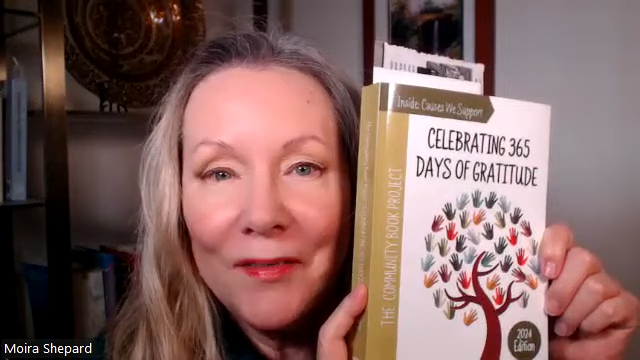 Inside: Causes We Support
CELEBRATING 365
DAYS OF GRATITUDE
THE COMMUNITY BOOK PROJECT
2024
Edition
Moira Shepard